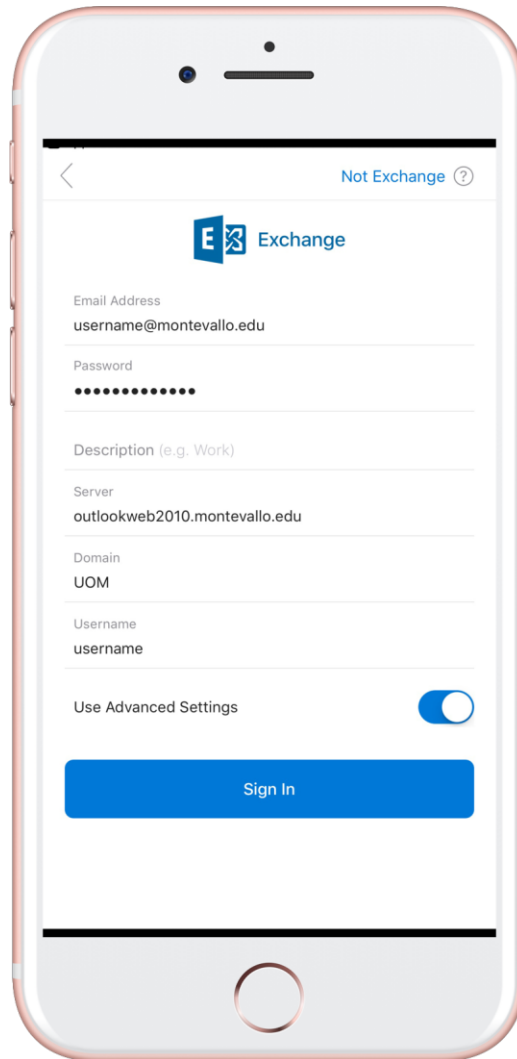 Not Exchange ?
E Exchange
Email Address
username@montevallo.edu
Password
•••••••••••••
Description (e.g. Work)
Server
outlookweb2010.montevallo.edu
Domain
UOM
Username
username
Use Advanced Settings
Sign In